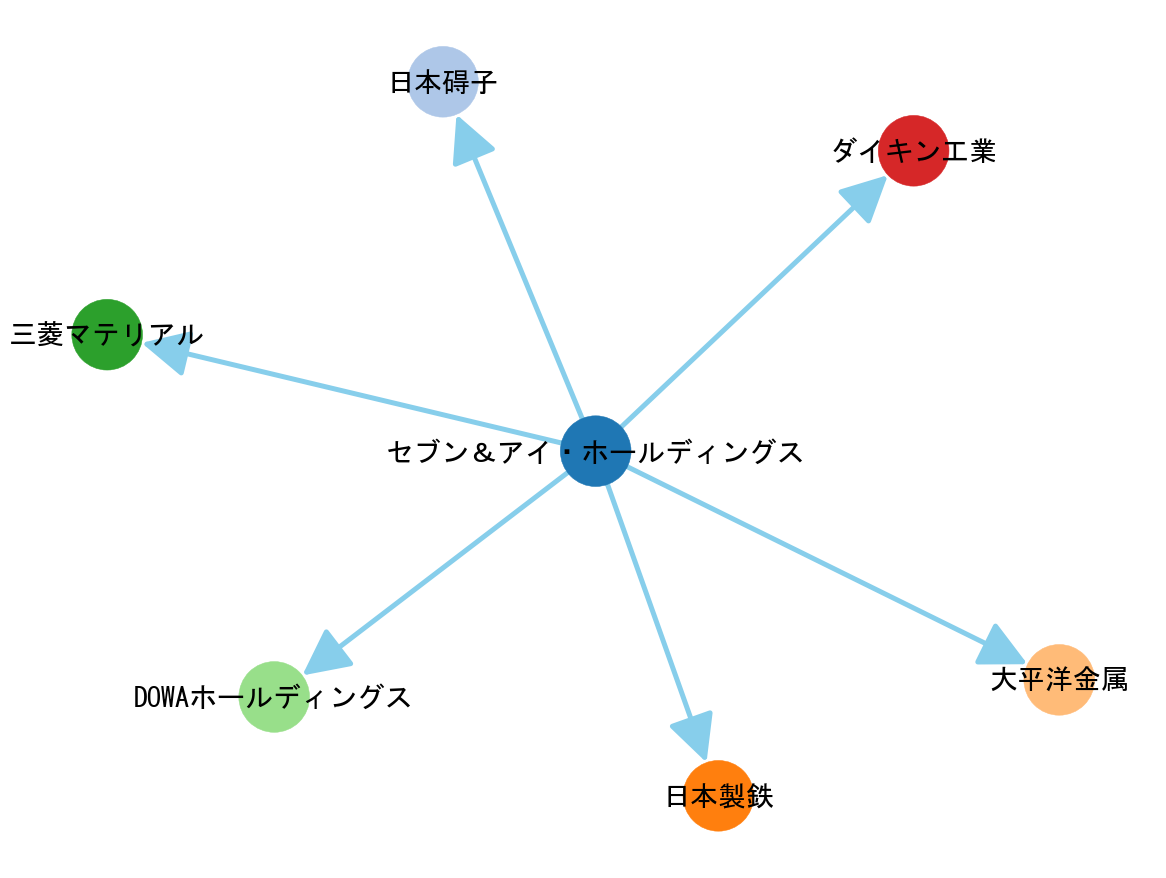 日本碍子
ダイキン工業
三菱マテリアル
セブン＆アイ・ホールディングス
大平洋金属
DOWAホールディングス
日本製鉄